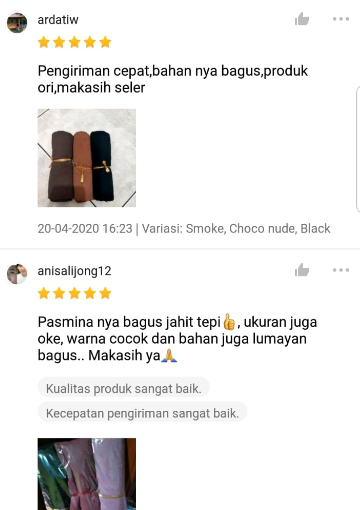 ardatiw
Pengiriman cepat,bahan nya bagus,produk
ori,makasih seler
20-04-2020 16:23 | Variasi: Smoke, Choco nude, Black
anisalijong12
Pasmina nya bagus jahit tepi👍, ukuran juga
oke, warna cocok dan bahan juga lumayan
bagus.. Makasih ya🙏
Kualitas produk sangat baik.
Kecepatan pengiriman sangat baik.